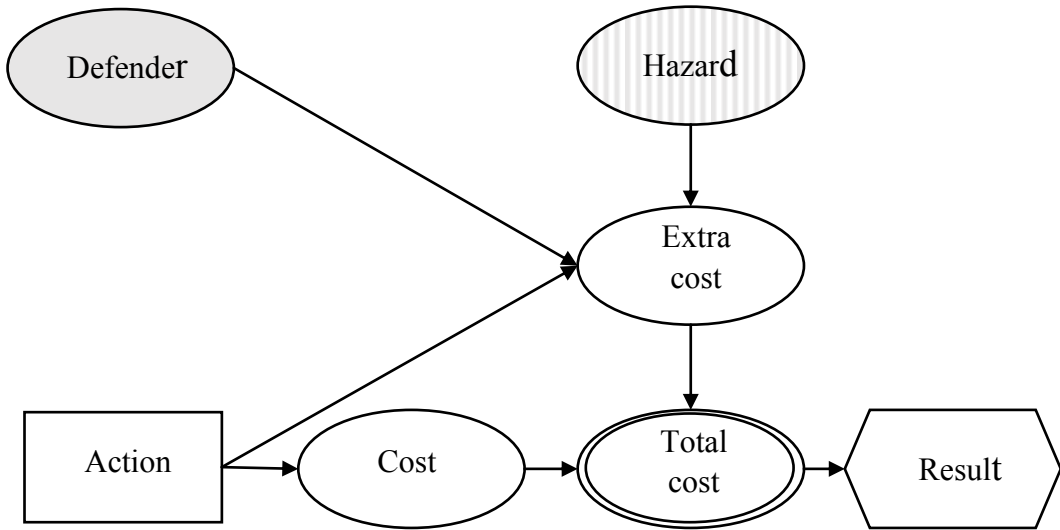 Defender
Hazard
Extra
cost
Action
Cost
Total
cost
Result